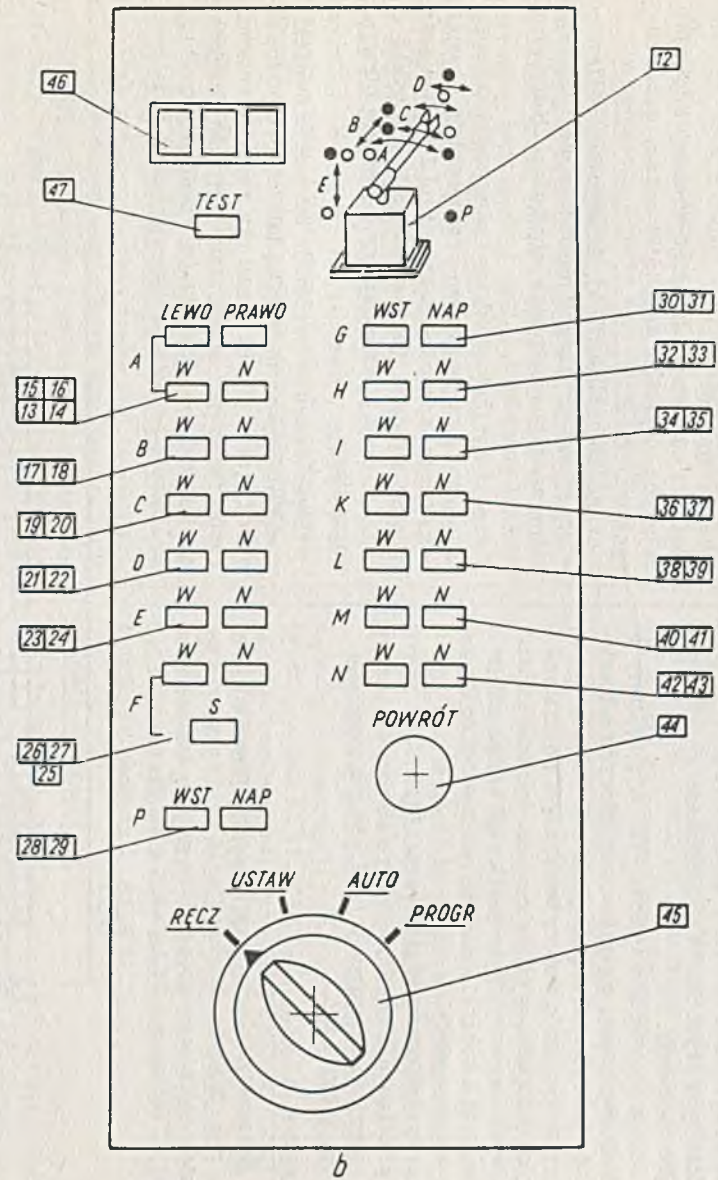 46
12
D
C
B
A
E
P
47
TEST
LEWO PRAWO
WST NAP
30 31
G
A
W N
W N
32 33
H
15 16
13 14
W N
W N
34 35
B
I
17 18
W N
W N
C
K
36 37
19 20
W N
W N
D
L
38 39
21 22
W N
W N
E
M
40 41
23 24
W N
W N
N
42 43
F
S
POWRÓT
44
26 27
25
WST NAP
P
28 29
USTAW
AUTO
RĘCZ
PROGR
45
b